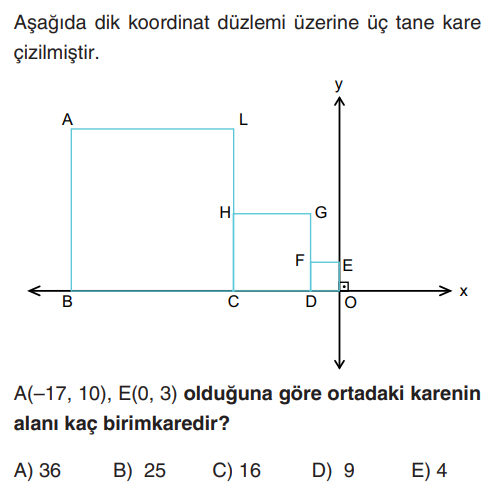 Aşağıda dik koordinat düzlemi üzerine üç tane kare
çizilmiştir.
y
A
L
H
G
F
E
B
C
D
O
x
A(–17, 10), E(0, 3) olduğuna göre ortadaki karenin
alanı kaç birimkaredir?
A) 36 B) 25 C) 16 D) 9 E) 4